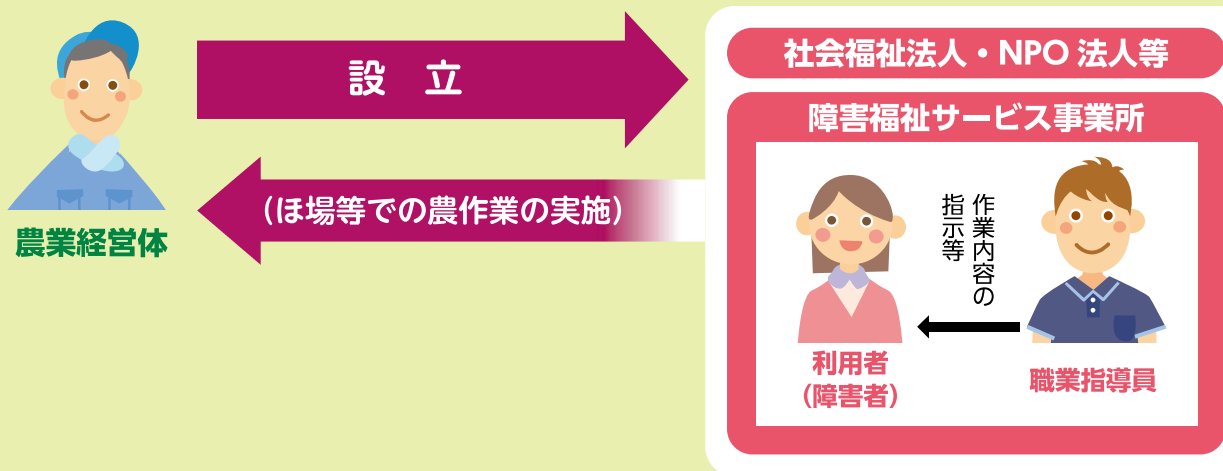 設　立
（ほ場等での農作業の実施）
農業経営体
社会福祉法人・NPO 法人等
障害福祉サービス事業所
作業内容の
指示等
利用者
（障害者）
職業指導員